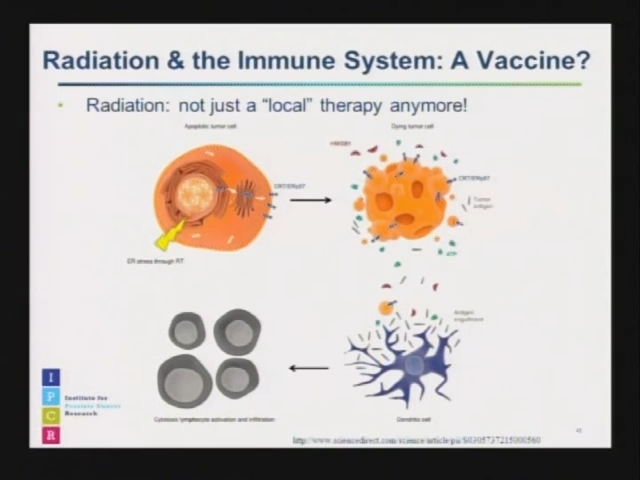 Radiation & the Immune System: A Vaccine?
• Radiation: not just a “local” therapy anymore!
Apoptotic tumor cell
Dying tumor cell
HMGB1
CRT/ERp57
CRT/ERp57
Tumor
antigen
ER stress through RT
Antigen
engulfment
Cytotoxic lymphocyte activation and infiltration
Dendritic cell
I
P
C
R
Institute for
Prostate Cancer
Research
http://www.sciencedirect.com/science/article/pii/S0305737215000560